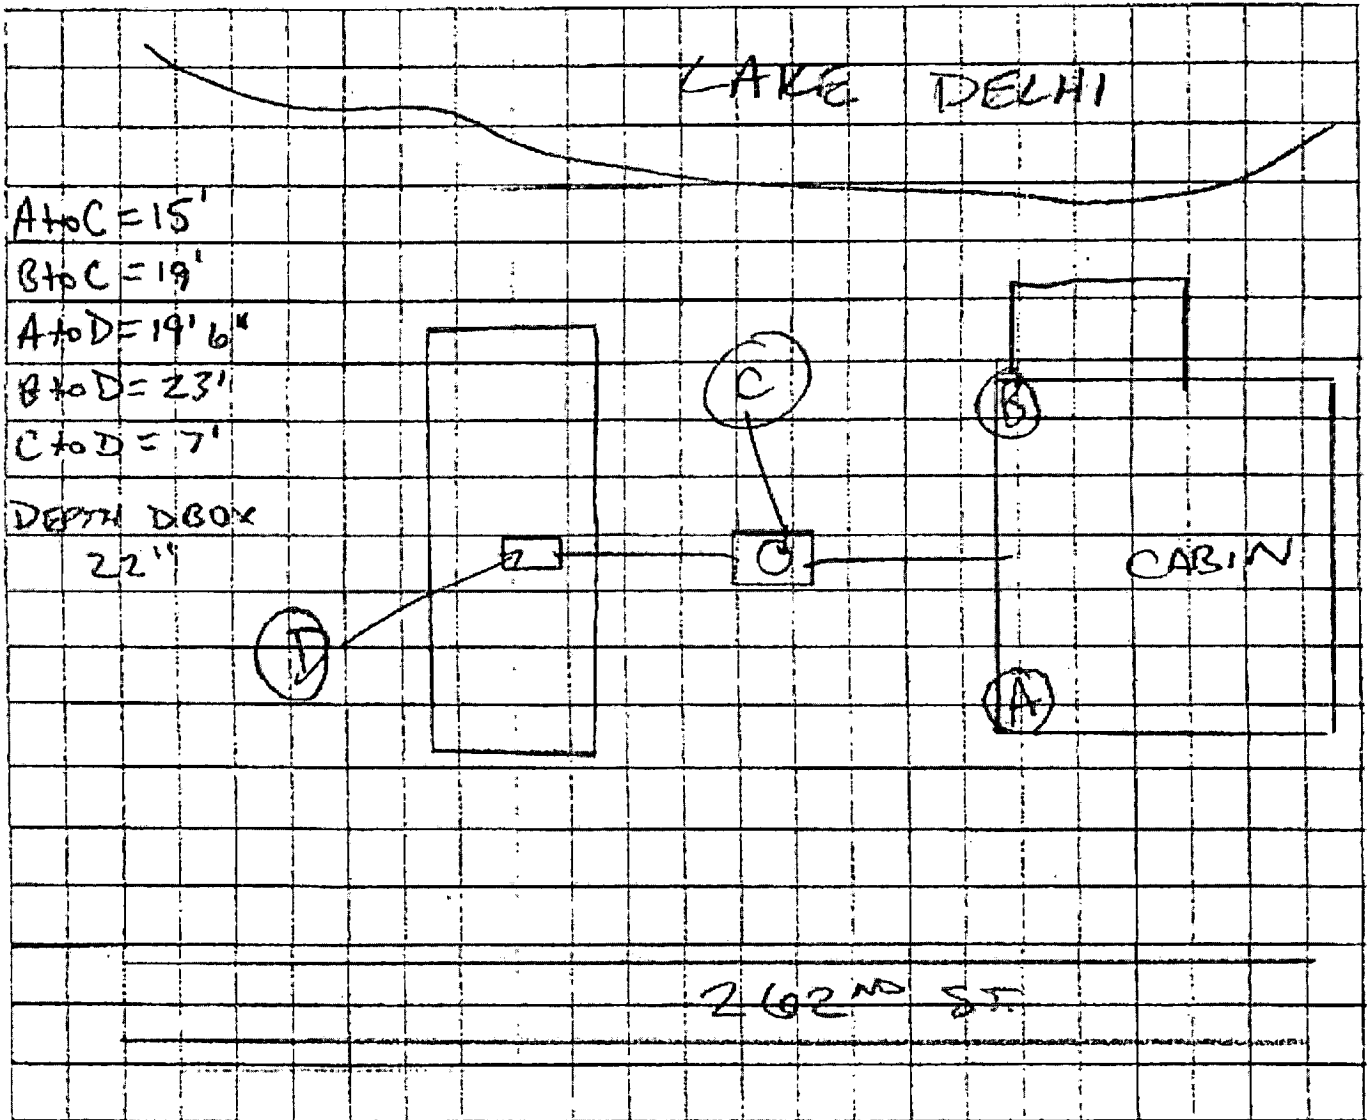 LAKE DELHI
A to C = 15'
B to C = 19'
A to D = 19' 6"
B to D = 23'
C to D = 7'
DEPTH D.BOX
22"
C
B
CABIN
D
A
262ND ST.